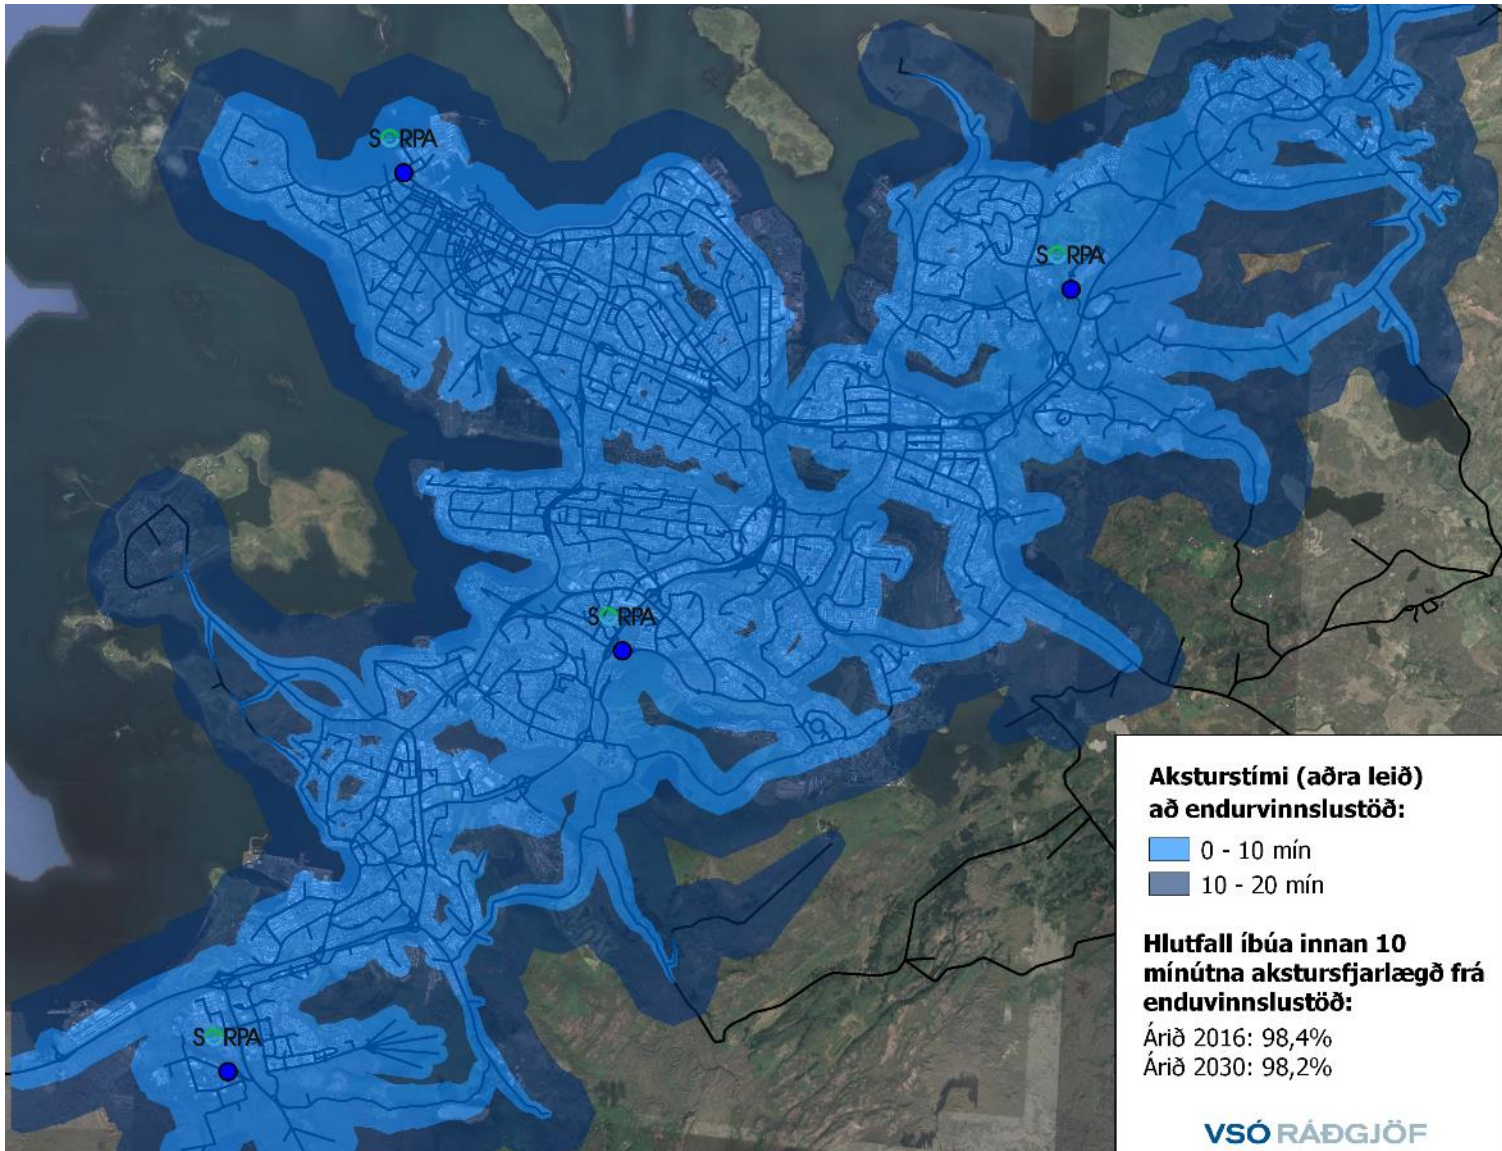 SORPA
SORPA
SORPA
SORPA
Aksturstími (aðra leið)
að endurvinnslustöð:
0 - 10 mín
10 - 20 mín
Hlutfall íbúa innan 10
mínútna akstursfjarlægð frá
enduvinnslustöð:
Árið 2016: 98,4%
Árið 2030: 98,2%
VSÓ RÁÐGJÖF